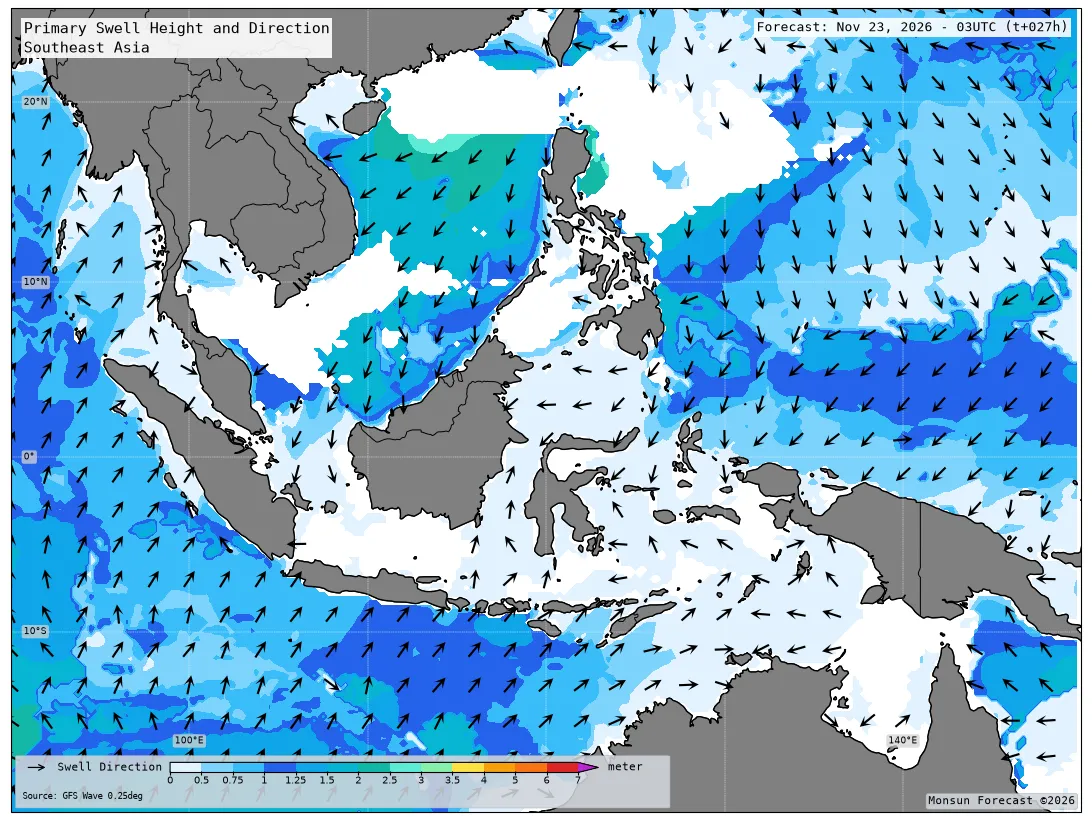 Primary Swell Height and Direction
Southeast Asia
Forecast: Nov 23, 2026 - 03UTC (t+027h)
20°N
10°N
0°
10°S
100°E
140°E
Swell Direction
0 0.5 0.75 1 1.25 1.5 2 2.5 3 3.5 4 5 6 7
meter
Source: GFS Wave 0.25deg
Monsun Forecast ©2026